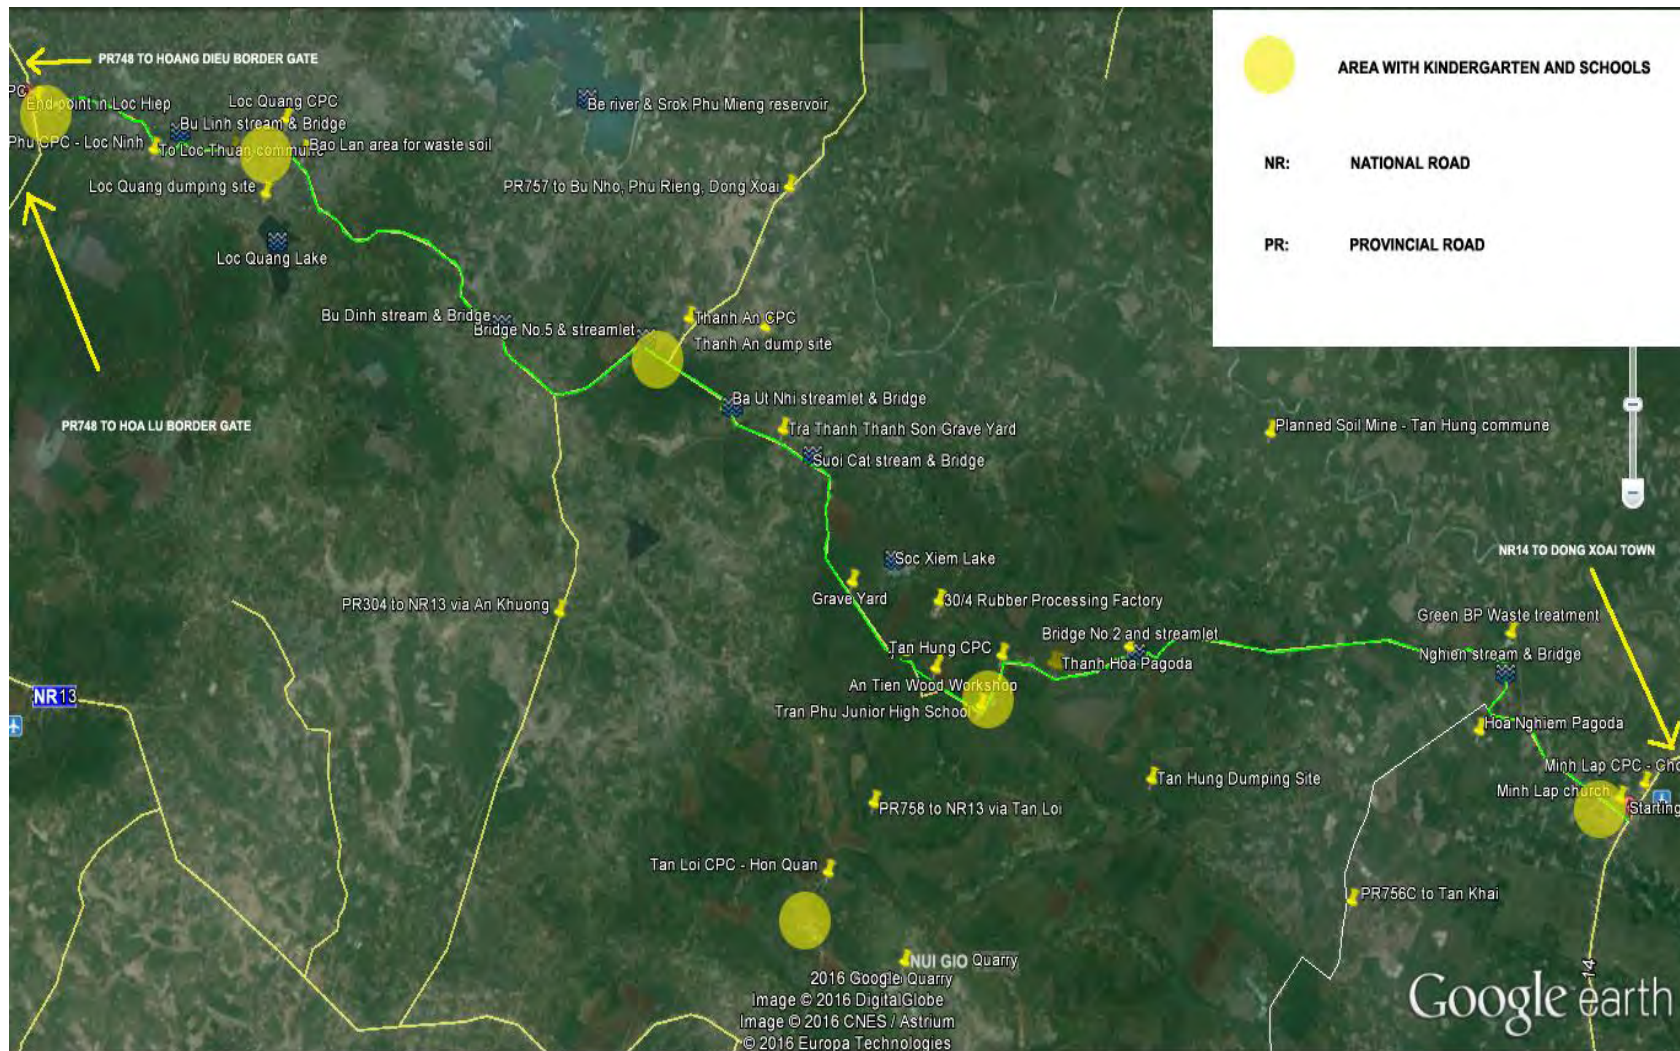 PR748 TO HOANG DIEU BORDER GATE
PC
End point in Loc Hiep
Loc Quang CPC
Bu Linh stream & Bridge
Phu CPC - Loc Ninh
To Loc Thuan commune
Bao Lan area for waste soil
Loc Quang dumping site
Loc Quang Lake
Be river & Srok Phu Mieng reservoir
PR757 to Bu Nho, Phu Rieng, Dong Xoai
AREA WITH KINDERGARTEN AND SCHOOLS
NR: NATIONAL ROAD
PR: PROVINCIAL ROAD
Bu Dinh stream & Bridge
Bridge No.5 & streamlet
Thanh An CPC
Thanh An dump site
Ba Ut Nhi streamlet & Bridge
PR748 TO HOA LU BORDER GATE
Tra Thanh Thanh Son Grave Yard
Planned Soil Mine - Tan Hung commune
Suoi Cat stream & Bridge
Soc Xiem Lake
NR14 TO DONG XOAI TOWN
PR304 to NR13 via An Khuong
Grave Yard
30/4 Rubber Processing Factory
Green BP Waste treatment
Bridge No.2 and streamlet
Tan Hung CPC
Thanh Hoa Pagoda
Nghien stream & Bridge
NR13
An Tien Wood Workshop
Tran Phu Junior High School
Hoa Nghiem Pagoda
Tan Hung Dumping Site
Minh Lap CPC - Cho
Minh Lap church
Starting
PR758 to NR13 via Tan Loi
Tan Loi CPC - Hon Quan
PR756C to Tan Khai
NUI GIO Quarry
2016 Google Quarry
Image © 2016 DigitalGlobe
Image © 2016 CNES / Astrium
© 2016 Europa Technologies
14
Google earth